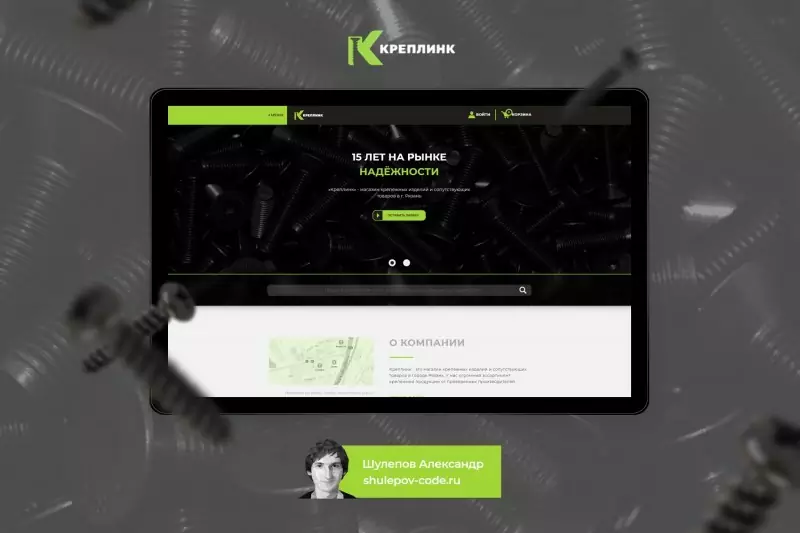 КРЕПЛИНК
КРЕПЛИНК
ВОЙТИ
КОРЗИНА
15 ЛЕТ НА РЫНКЕ
НАДЁЖНОСТИ
«Креплинк» - магазин крепежных изделий и сопутствующих
товаров в г. Рязань
ОСТАВИТЬ ЗАЯВКУ
О КОМПАНИИ
Креплинк - это магазин крепежных изделий и сопутствующих
товаров в городе Рязань. У нас огромный ассортимент
крепежной продукции от проверенных производителей.
Шулепов Александр
shulepov-code.ru